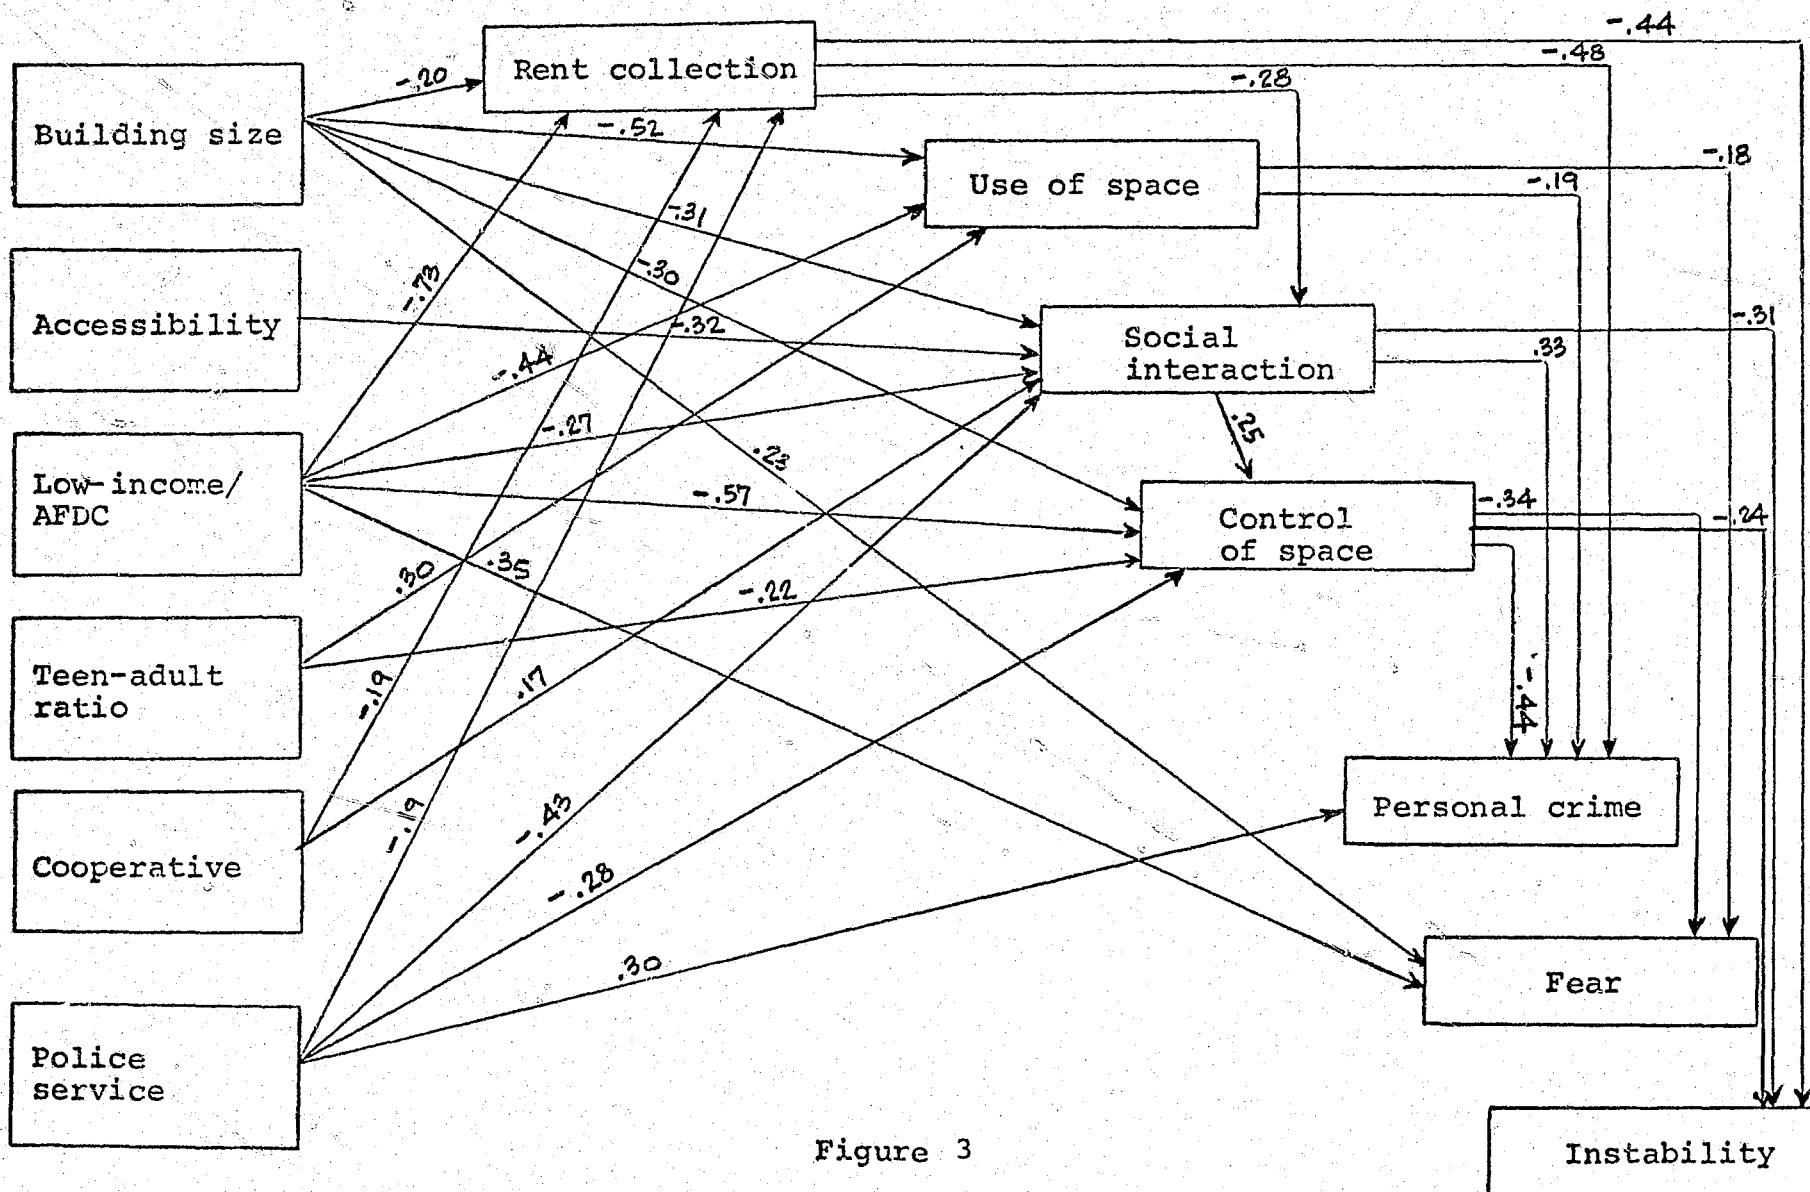 -.44
-.48
-.28
Rent collection
-.20
Building size
-.52
Use of space
-.18
-.19
-.31
-.30
-.73
Accessibility
-.32
Social
interaction
-.31
.33
-.44
-.27
.25
.23
Low-income/
AFDC
-.57
Control
of space
-.34
-.24
.30
.35
-.22
Teen-adult
ratio
-.19
.17
-.44
Personal crime
Cooperative
-.19
-.43
-.28
.30
Fear
Police
service
Figure 3
Instability